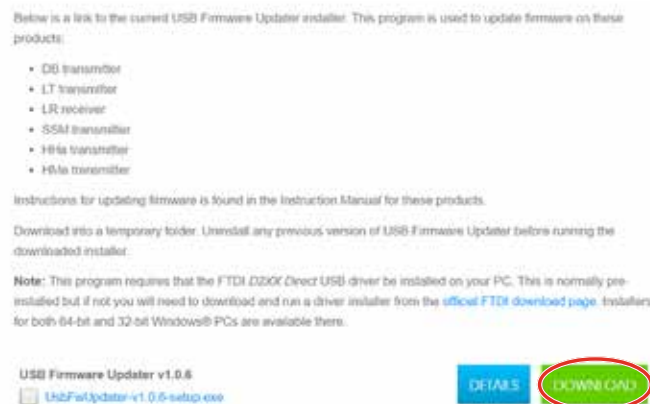 Below is a link to the current USB Firmware Updater installer. This program is used to update firmware on these
products:
• DB transmitter
• LT transmitter
• LR receiver
• SSM transmitter
• HHa transmitter
• HMa transmitter
Instructions for updating firmware is found in the Instruction Manual for these products.
Download into a temporary folder. Uninstall any previous version of USB Firmware Updater before running the
downloaded installer.
Note: This program requires that the FTDI D2XX Direct USB driver be installed on your PC. This is normally pre-
installed but if not you will need to download and run a driver installer from the official FTDI download page. Installers
for both 64-bit and 32-bit Windows® PCs are available there.
USB Firmware Updater v1.0.6
DETAILS DOWNLOAD
UsbFwUpdater-v1.0.6-setup.exe